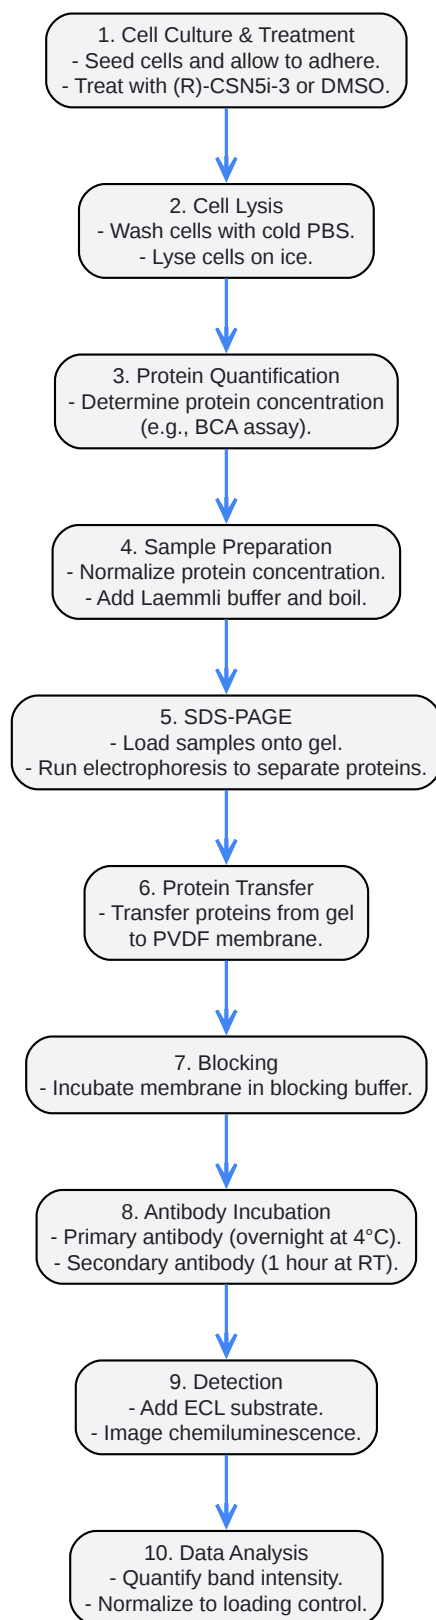 1. Cell Culture & Treatment
- Seed cells and allow to adhere.
- Treat with (R)-CSN5i-3 or DMSO.
2. Cell Lysis
- Wash cells with cold PBS.
- Lyse cells on ice.
3. Protein Quantification
- Determine protein concentration
(e.g., BCA assay).
4. Sample Preparation
- Normalize protein concentration.
- Add Laemmli buffer and boil.
5. SDS-PAGE
- Load samples onto gel.
- Run electrophoresis to separate proteins.
6. Protein Transfer
- Transfer proteins from gel
to PVDF membrane.
7. Blocking
- Incubate membrane in blocking buffer.
8. Antibody Incubation
- Primary antibody (overnight at 4°C).
- Secondary antibody (1 hour at RT).
9. Detection
- Add ECL substrate.
- Image chemiluminescence.
10. Data Analysis
- Quantify band intensity.
- Normalize to loading control.